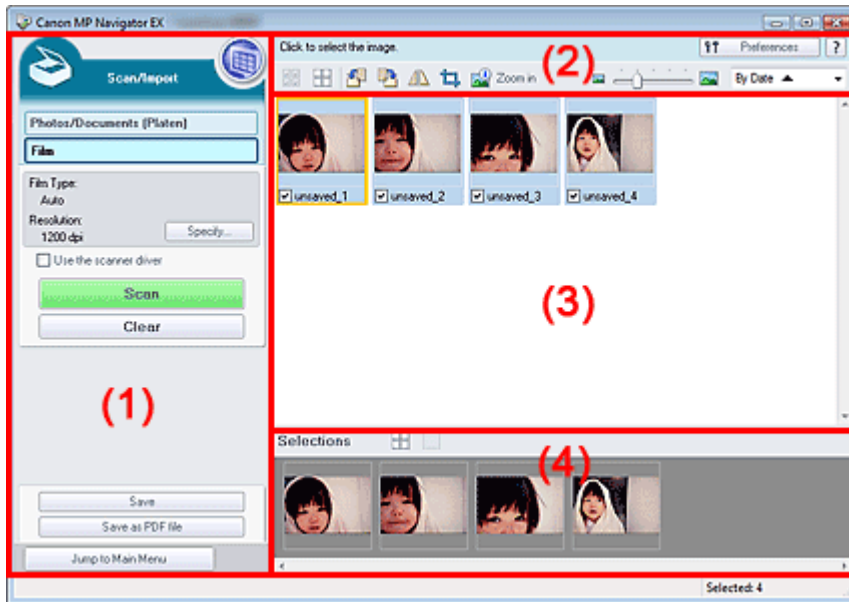 Canon MP Navigator EX
Scan/Import
Photos/Documents (Platen)
Film
Film Type:
Auto
Resolution:
1200 dpi
Specify...
Use the scanner driver
Scan
Clear
(1)
Save
Save as PDF file
Jump to Main Menu
Click to select the image.
Preferences
?
Zoom in
(2)
By Date
unsaved_1
unsaved_2
unsaved_3
unsaved_4
(3)
Selections
(4)
Selected: 4